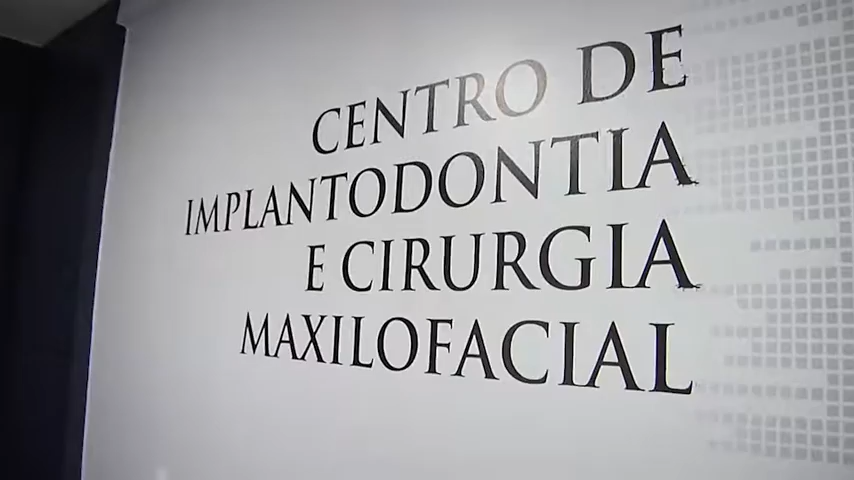 CENTRO DE
IMPLANTODONTIA
E CIRURGIA
MAXILOFACIAL